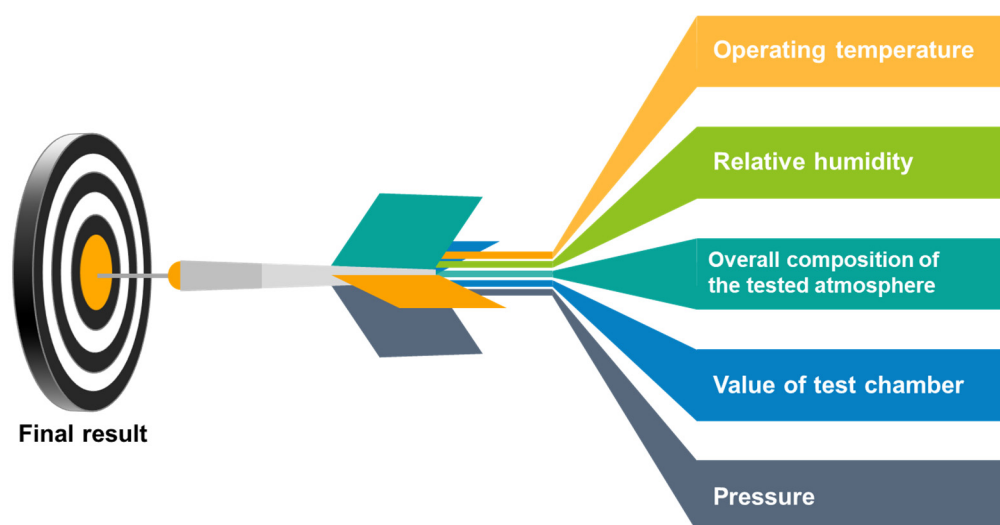 Operating temperature
Relative humidity
Overall composition of
the tested atmosphere
Value of test chamber
Pressure
Final result